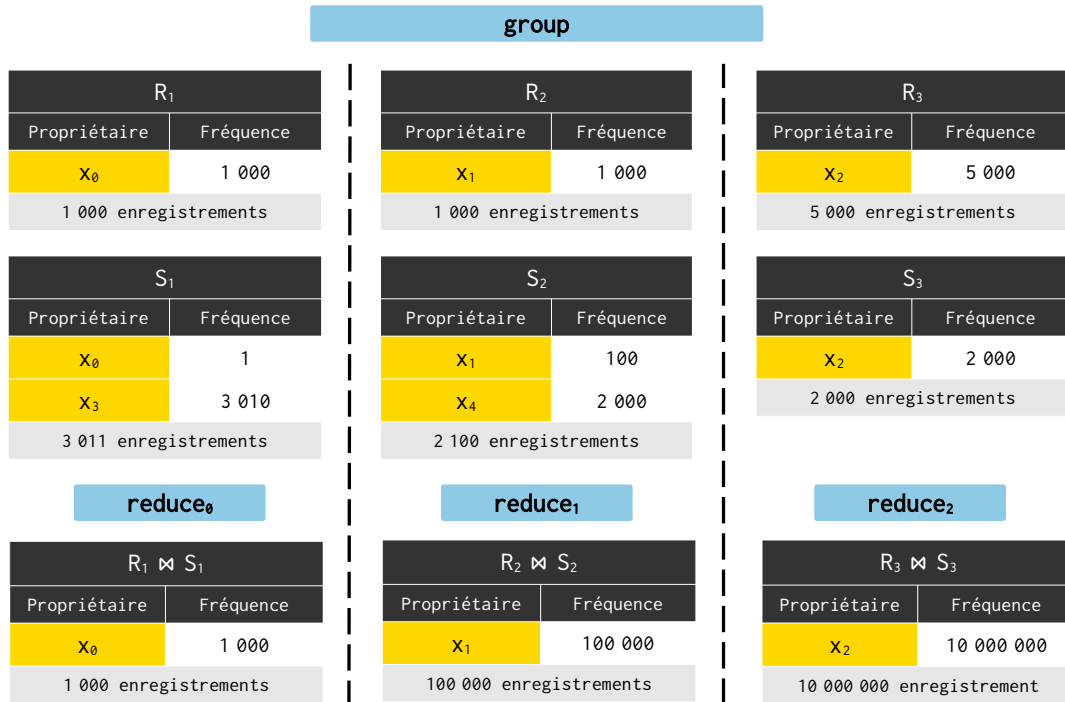 group
R₁
Propriétaire Fréquence
x₀ 1 000
1 000 enregistrements
R₂
Propriétaire Fréquence
x₁ 1 000
1 000 enregistrements
R₃
Propriétaire Fréquence
x₂ 5 000
5 000 enregistrements
S₁
Propriétaire Fréquence
x₀ 1
x₃ 3 010
3 011 enregistrements
S₂
Propriétaire Fréquence
x₁ 100
x₄ 2 000
2 100 enregistrements
S₃
Propriétaire Fréquence
x₂ 2 000
2 000 enregistrements
reduce₀
reduce₁
reduce₂
R₁ ⋈ S₁
Propriétaire Fréquence
x₀ 1 000
1 000 enregistrements
R₂ ⋈ S₂
Propriétaire Fréquence
x₁ 100 000
100 000 enregistrements
R₃ ⋈ S₃
Propriétaire Fréquence
x₂ 10 000 000
10 000 000 enregistrement